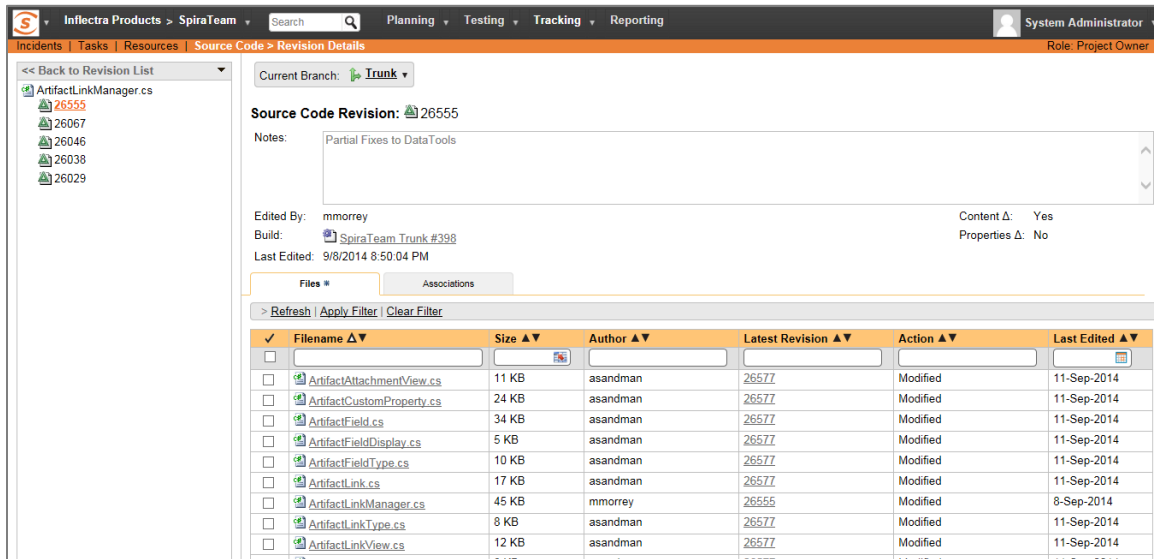 Inflectra Products > SpiraTeam Search Planning Testing Tracking Reporting System Administrator
Incidents | Tasks | Resources | Source Code > Revision Details Role: Project Owner
<< Back to Revision List
ArtifactLinkManager.cs
26555
26067
26046
26038
26029
Current Branch: Trunk
Source Code Revision: 26555
Notes: Partial Fixes to DataTools
Edited By: mmorrey Content Δ: Yes
Build: SpiraTeam Trunk #398 Properties Δ: No
Last Edited: 9/8/2014 8:50:04 PM
Files * Associations
> Refresh | Apply Filter | Clear Filter
✓ Filename Δ▼ Size ▲▼ Author ▲▼ Latest Revision ▲▼ Action ▲▼ Last Edited ▲▼
ArtifactAttachmentView.cs 11 KB asandman 26577 Modified 11-Sep-2014
ArtifactCustomProperty.cs 24 KB asandman 26577 Modified 11-Sep-2014
ArtifactField.cs 34 KB asandman 26577 Modified 11-Sep-2014
ArtifactFieldDisplay.cs 5 KB asandman 26577 Modified 11-Sep-2014
ArtifactFieldType.cs 10 KB asandman 26577 Modified 11-Sep-2014
ArtifactLink.cs 17 KB asandman 26577 Modified 11-Sep-2014
ArtifactLinkManager.cs 45 KB mmorrey 26555 Modified 8-Sep-2014
ArtifactLinkType.cs 8 KB asandman 26577 Modified 11-Sep-2014
ArtifactLinkView.cs 12 KB asandman 26577 Modified 11-Sep-2014